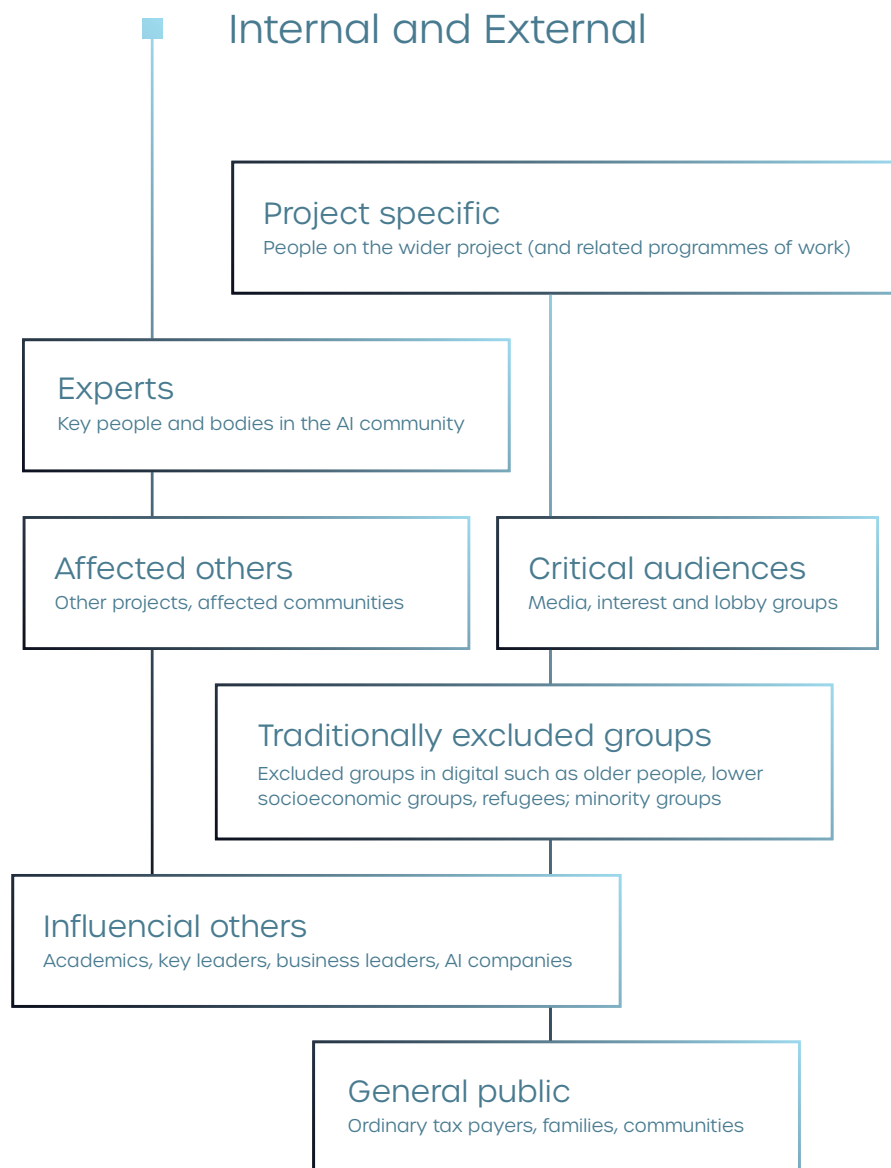 Internal and External
Project specific
People on the wider project (and related programmes of work)
Experts
Key people and bodies in the AI community
Affected others
Other projects, affected communities
Critical audiences
Media, interest and lobby groups
Traditionally excluded groups
Excluded groups in digital such as older people, lower
socioeconomic groups, refugees; minority groups
Influencial others
Academics, key leaders, business leaders, AI companies
General public
Ordinary tax payers, families, communities